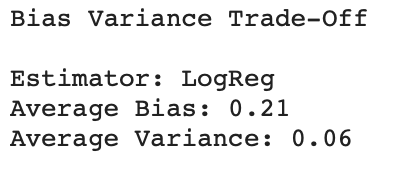 Bias Variance Trade-Off
Estimator: LogReg
Average Bias: 0.21
Average Variance: 0.06